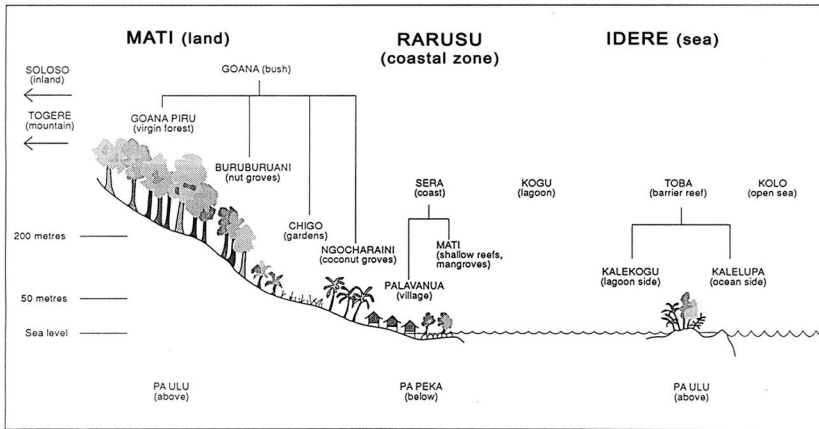 MATI (land)
RARUSU
(coastal zone)
IDERE (sea)
SOLOSO
(inland)
TOGERE
(mountain)
GOANA (bush)
GOANA PIRU
(virgin forest)
BURUBURUANI
(nut groves)
CHIGO
(gardens)
NGOCHARAINI
(coconut groves)
SERA
(coast)
MATI
(shallow reefs,
mangroves)
PALAVANUA
(village)
KOGU
(lagoon)
TOBA
(barrier reef)
KOLO
(open sea)
KALEKOGU
(lagoon side)
KALELUPA
(ocean side)
200 metres
50 metres
Sea level
PA ULU
(above)
PA PEKA
(below)
PA ULU
(above)